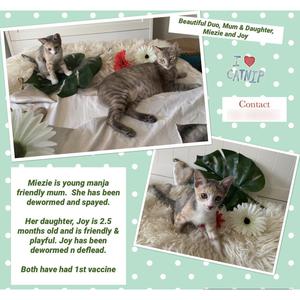 Beautiful Duo, Mum & Daughter,
Miezie and Joy
I ❤ CATNIP
Contact
Miezie is young manja
friendly mum. She has been
dewormed and spayed.
Her daughter, Joy is 2.5
months old and is friendly &
playful. Joy has been
dewormed n deflead.
Both have had 1st vaccine